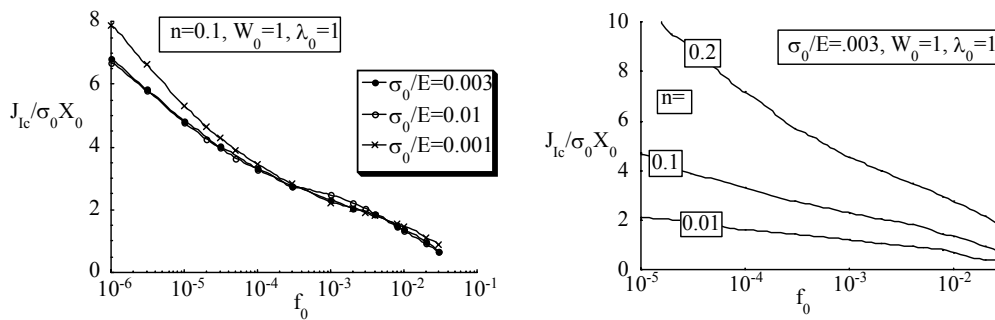 8
n=0.1, W₀=1, λ₀=1
6
σ₀/E=0.003
σ₀/E=0.01
σ₀/E=0.001
J_Ic/σ₀X₀
4
2
0
10⁻⁶ 10⁻⁵ 10⁻⁴ 10⁻³ 10⁻² 10⁻¹
f₀
10
σ₀/E=.003, W₀=1, λ₀=1
0.2
8
n=
6
J_Ic/σ₀X₀
4
0.1
2
0.01
0
10⁻⁵ 10⁻⁴ 10⁻³ 10⁻²
f₀